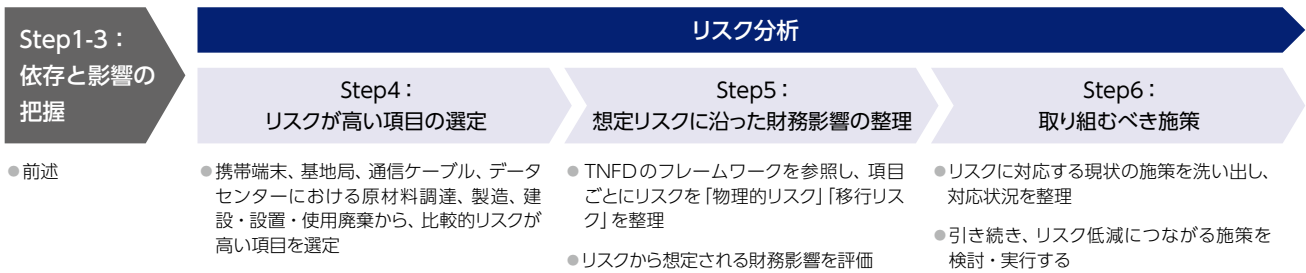 Step1-3：
依存と影響の
把握
●前述
リスク分析
Step4：
リスクが高い項目の選定
●携帯端末、基地局、通信ケーブル、データ
センターにおける原材料調達、製造、建
設・設置・使用廃棄から、比較的リスクが
高い項目を選定
Step5：
想定リスクに沿った財務影響の整理
●TNFDのフレームワークを参照し、項目
ごとにリスクを「物理的リスク」「移行リス
ク」を整理
●リスクから想定される財務影響を評価
Step6：
取り組むべき施策
●リスクに対応する現状の施策を洗い出し、
対応状況を整理
●引き続き、リスク低減につながる施策を
検討・実行する